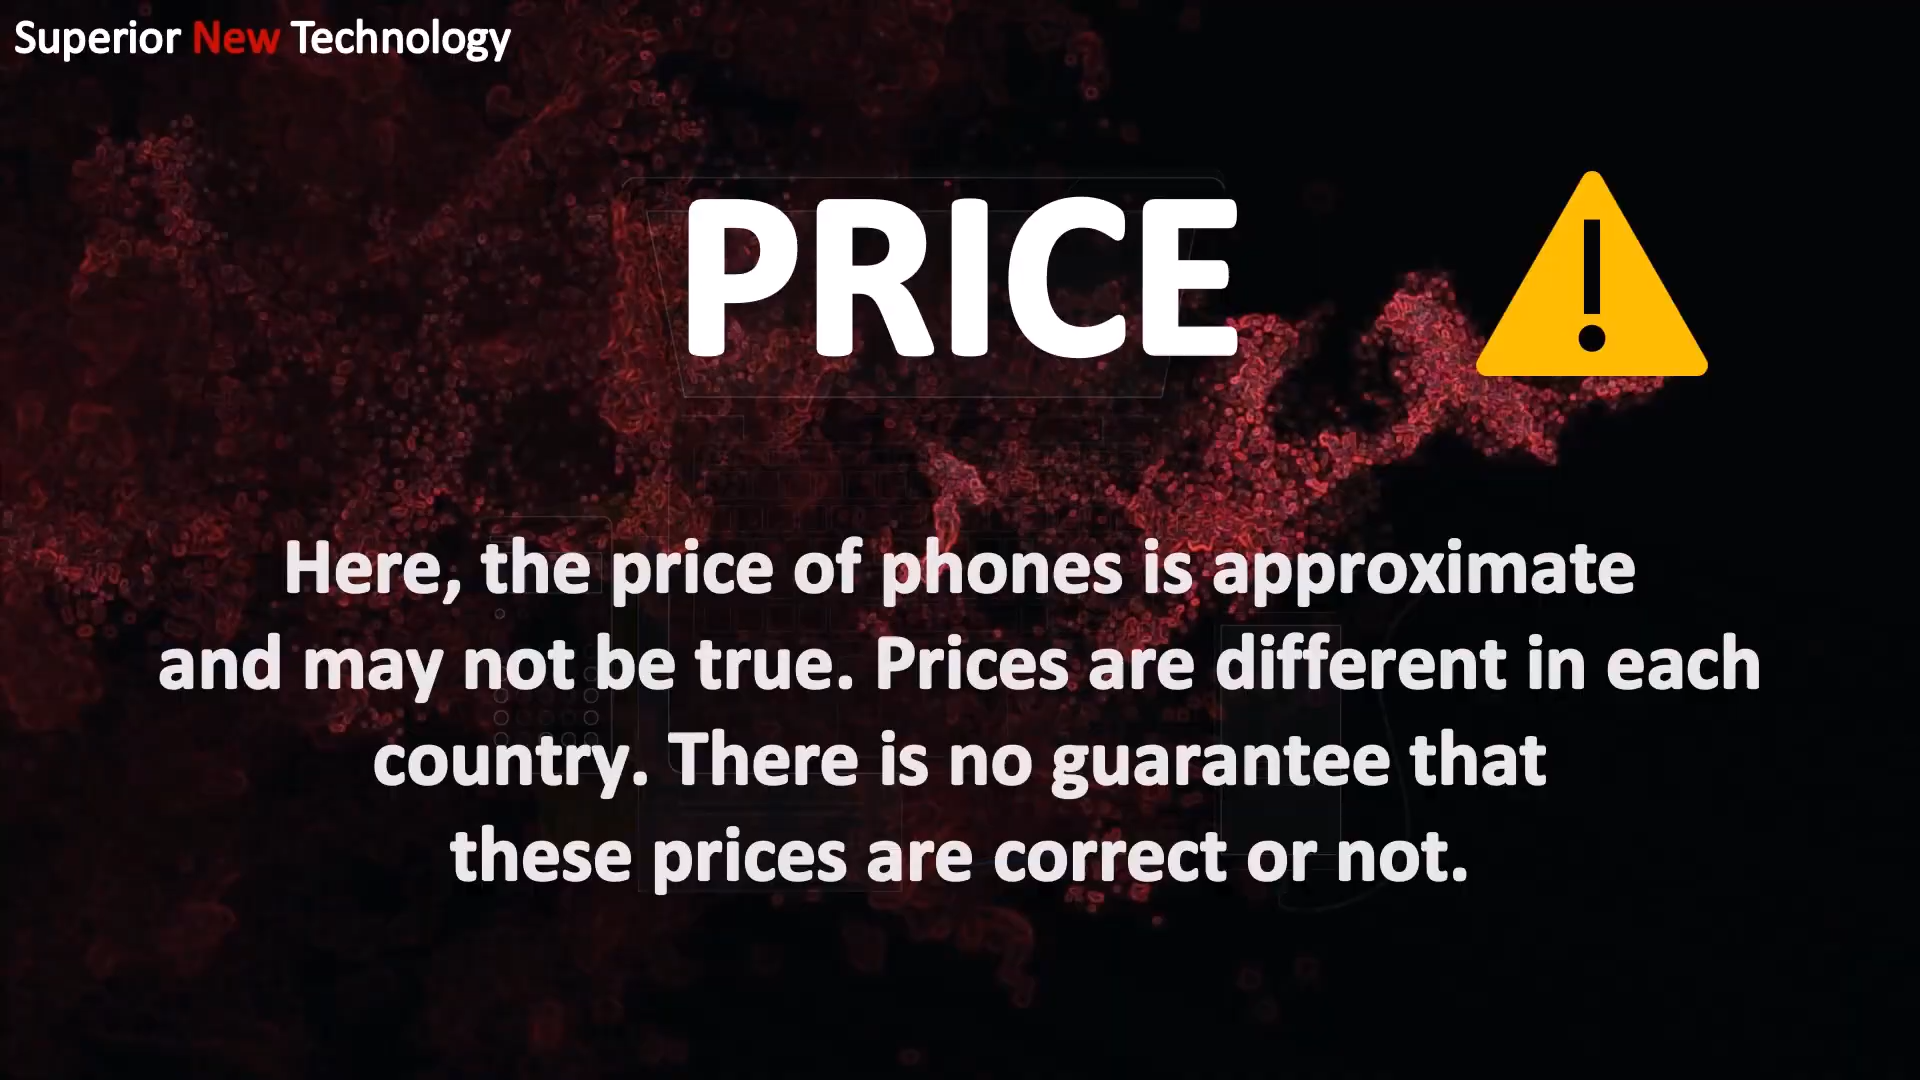 Superior New Technology
PRICE
Here, the price of phones is approximate
and may not be true. Prices are different in each
country. There is no guarantee that
these prices are correct or not.